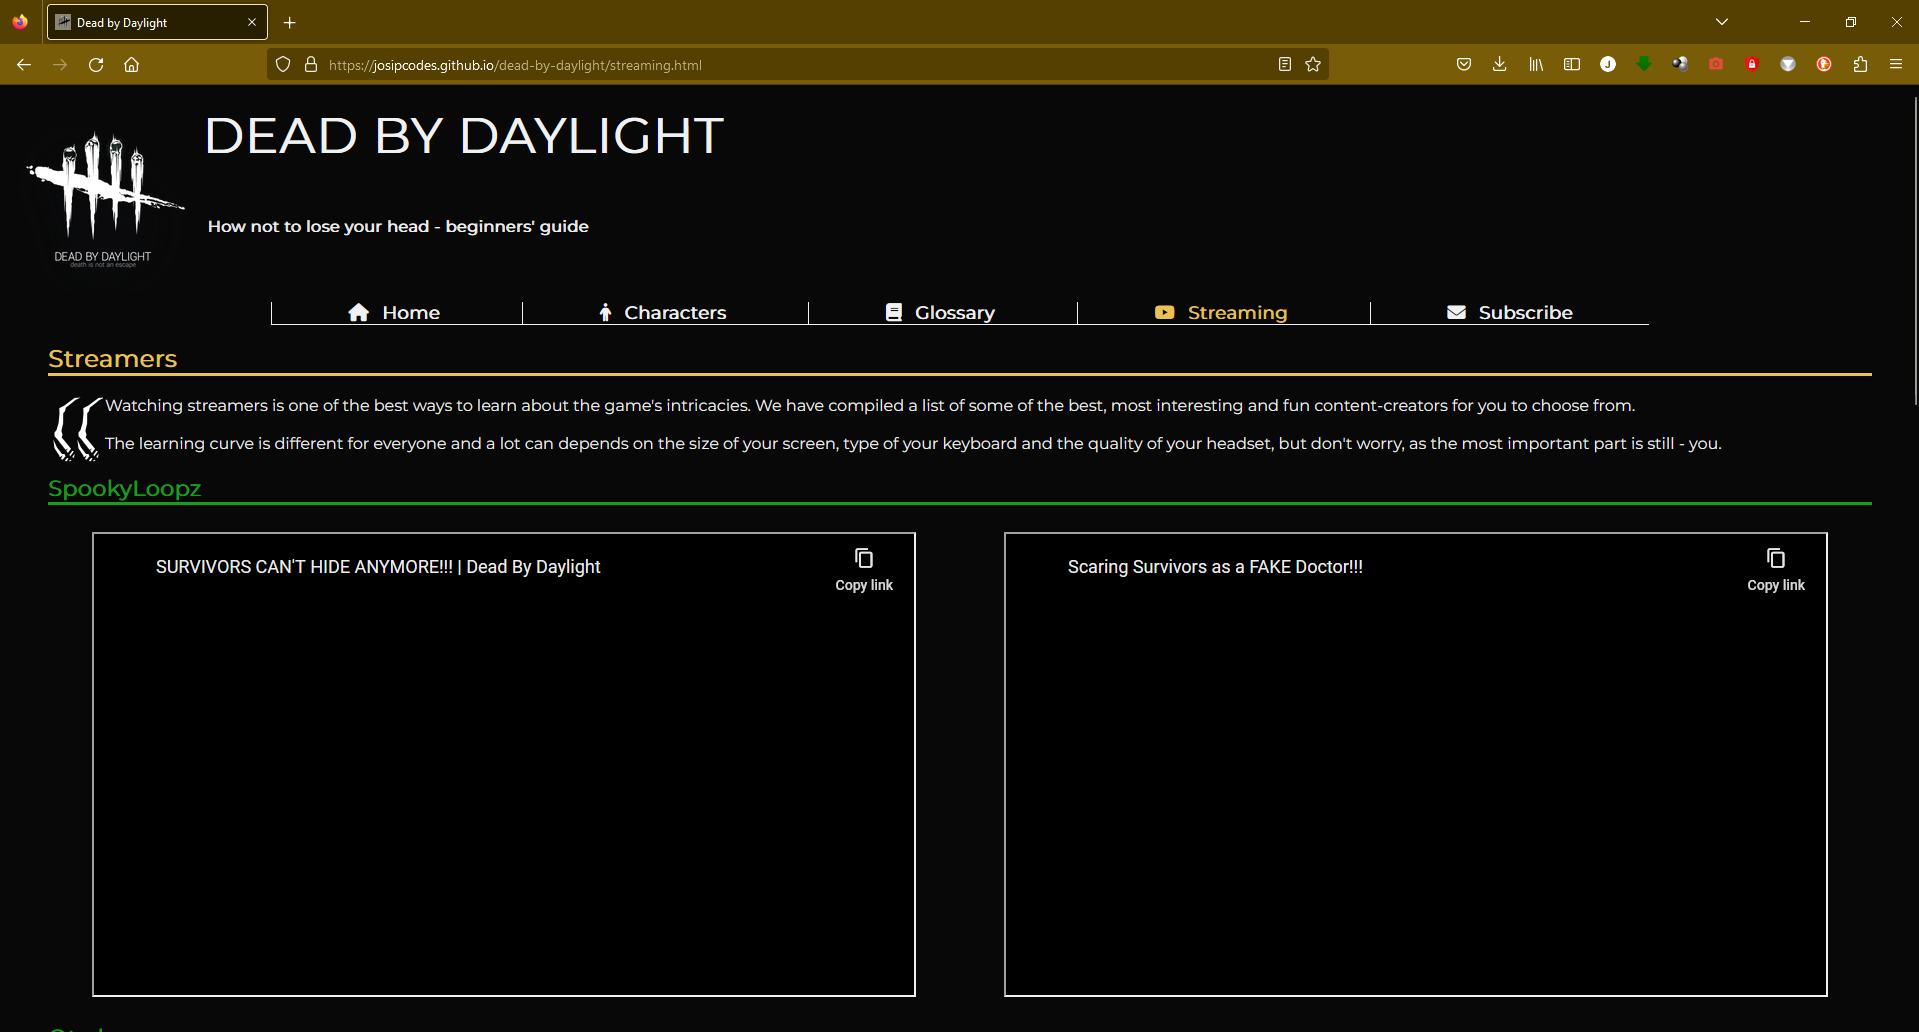 Dead by Daylight
https://josipcodes.github.io/dead-by-daylight/streaming.html
DEAD BY DAYLIGHT
DEAD BY DAYLIGHT
death is not an escape
How not to lose your head - beginners' guide
Home
Characters
Glossary
Streaming
Subscribe
Streamers
Watching streamers is one of the best ways to learn about the game's intricacies. We have compiled a list of some of the best, most interesting and fun content-creators for you to choose from.
The learning curve is different for everyone and a lot can depends on the size of your screen, type of your keyboard and the quality of your headset, but don't worry, as the most important part is still - you.
SpookyLoopz
SURVIVORS CAN'T HIDE ANYMORE!!! | Dead By Daylight
Copy link
Scaring Survivors as a FAKE Doctor!!!
Copy link